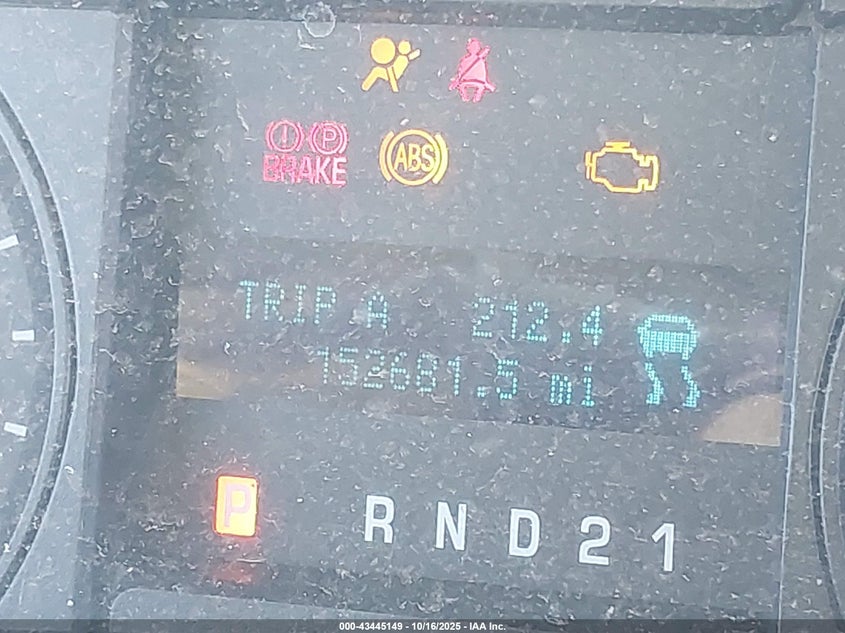 BRAKE
ABS
TRIP A 212.4
152681.5 mi
P R N D 2 1
000-43445149 - 10/16/2025 - IAA Inc.